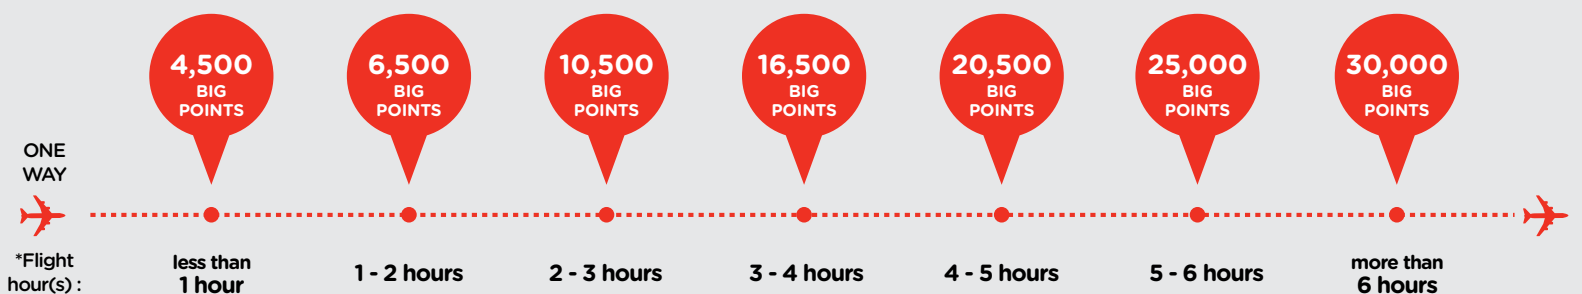 4,500
BIG
POINTS
6,500
BIG
POINTS
10,500
BIG
POINTS
16,500
BIG
POINTS
20,500
BIG
POINTS
25,000
BIG
POINTS
30,000
BIG
POINTS
ONE
WAY
*Flight
hour(s) :
less than
1 hour
1 - 2 hours
2 - 3 hours
3 - 4 hours
4 - 5 hours
5 - 6 hours
more than
6 hours